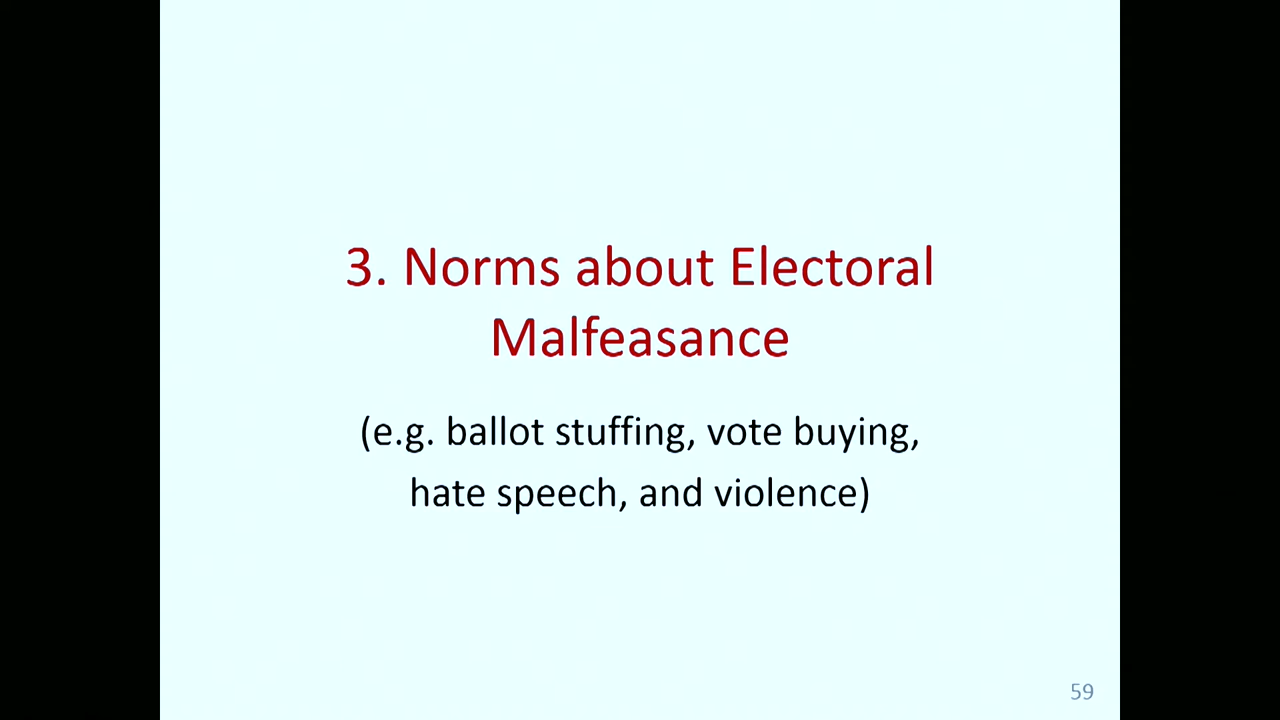 3. Norms about Electoral
Malfeasance
(e.g. ballot stuffing, vote buying,
hate speech, and violence)
59